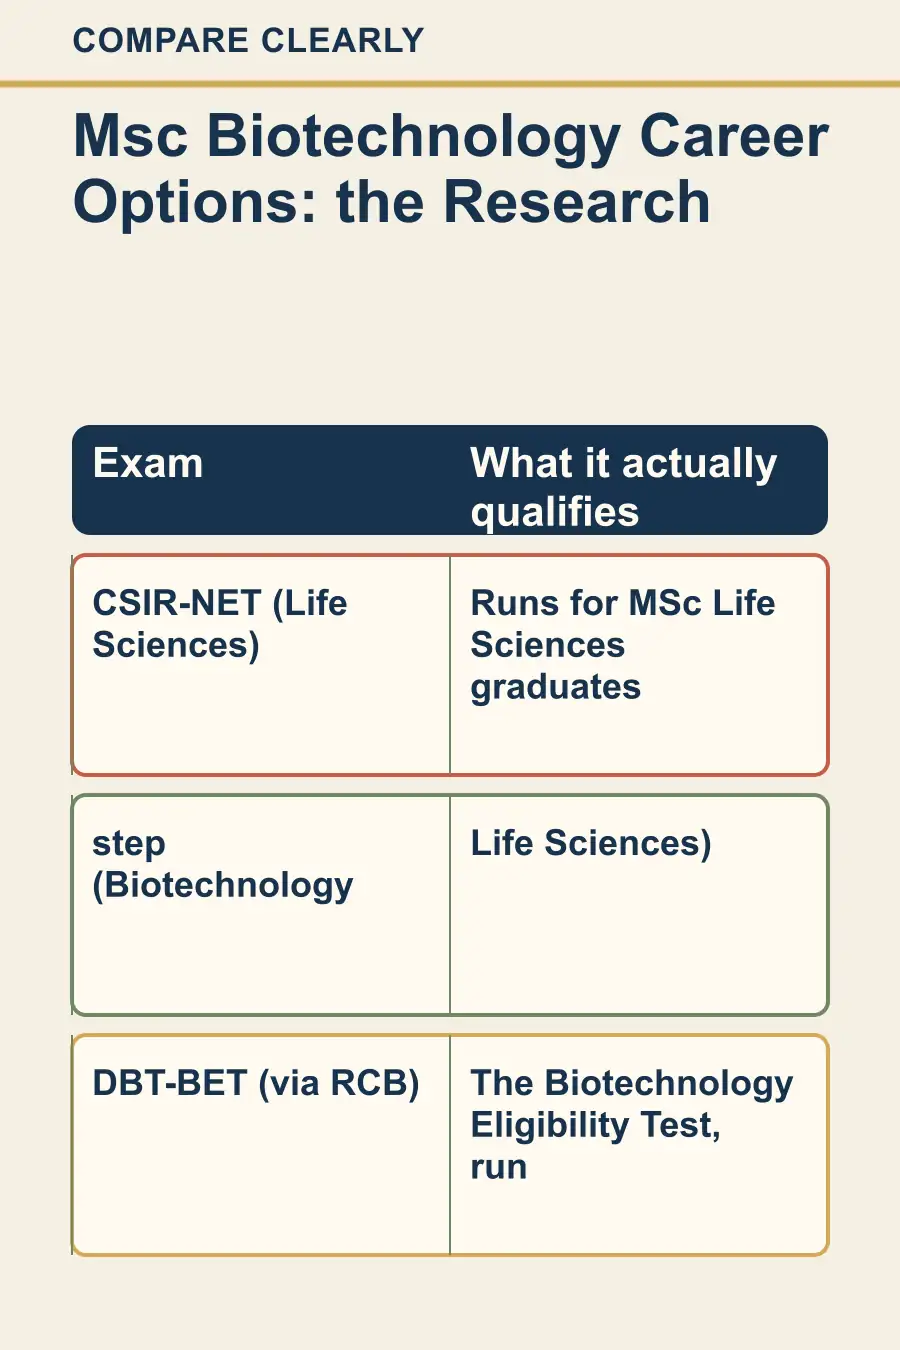 COMPARE CLEARLY
Msc Biotechnology Career
Options: the Research
Exam
What it actually
qualifies
CSIR-NET (Life
Sciences)
Runs for MSc Life
Sciences
graduates
step
(Biotechnology
Life Sciences)
DBT-BET (via RCB)
The Biotechnology
Eligibility Test,
run